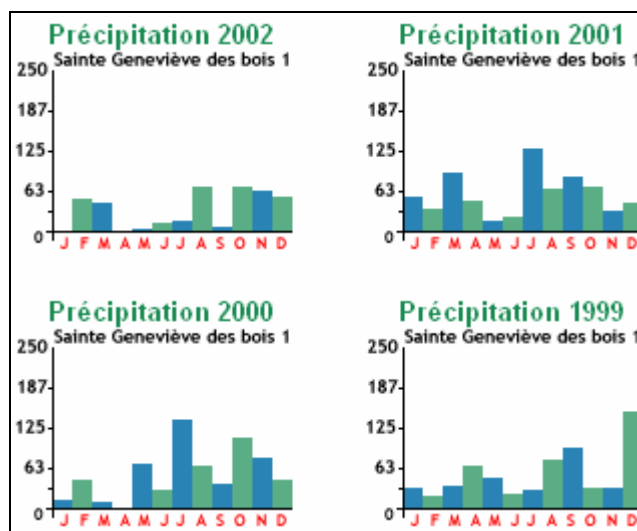 Précipitation 2002
Sainte Geneviève des bois 1
250
187
125
63
0
J F M A M J J A S O N D
Précipitation 2001
Sainte Geneviève des bois 1
250
187
125
63
0
J F M A M J J A S O N D
Précipitation 2000
Sainte Geneviève des bois 1
250
187
125
63
0
J F M A M J J A S O N D
Précipitation 1999
Sainte Geneviève des bois 1
250
187
125
63
0
J F M A M J J A S O N D